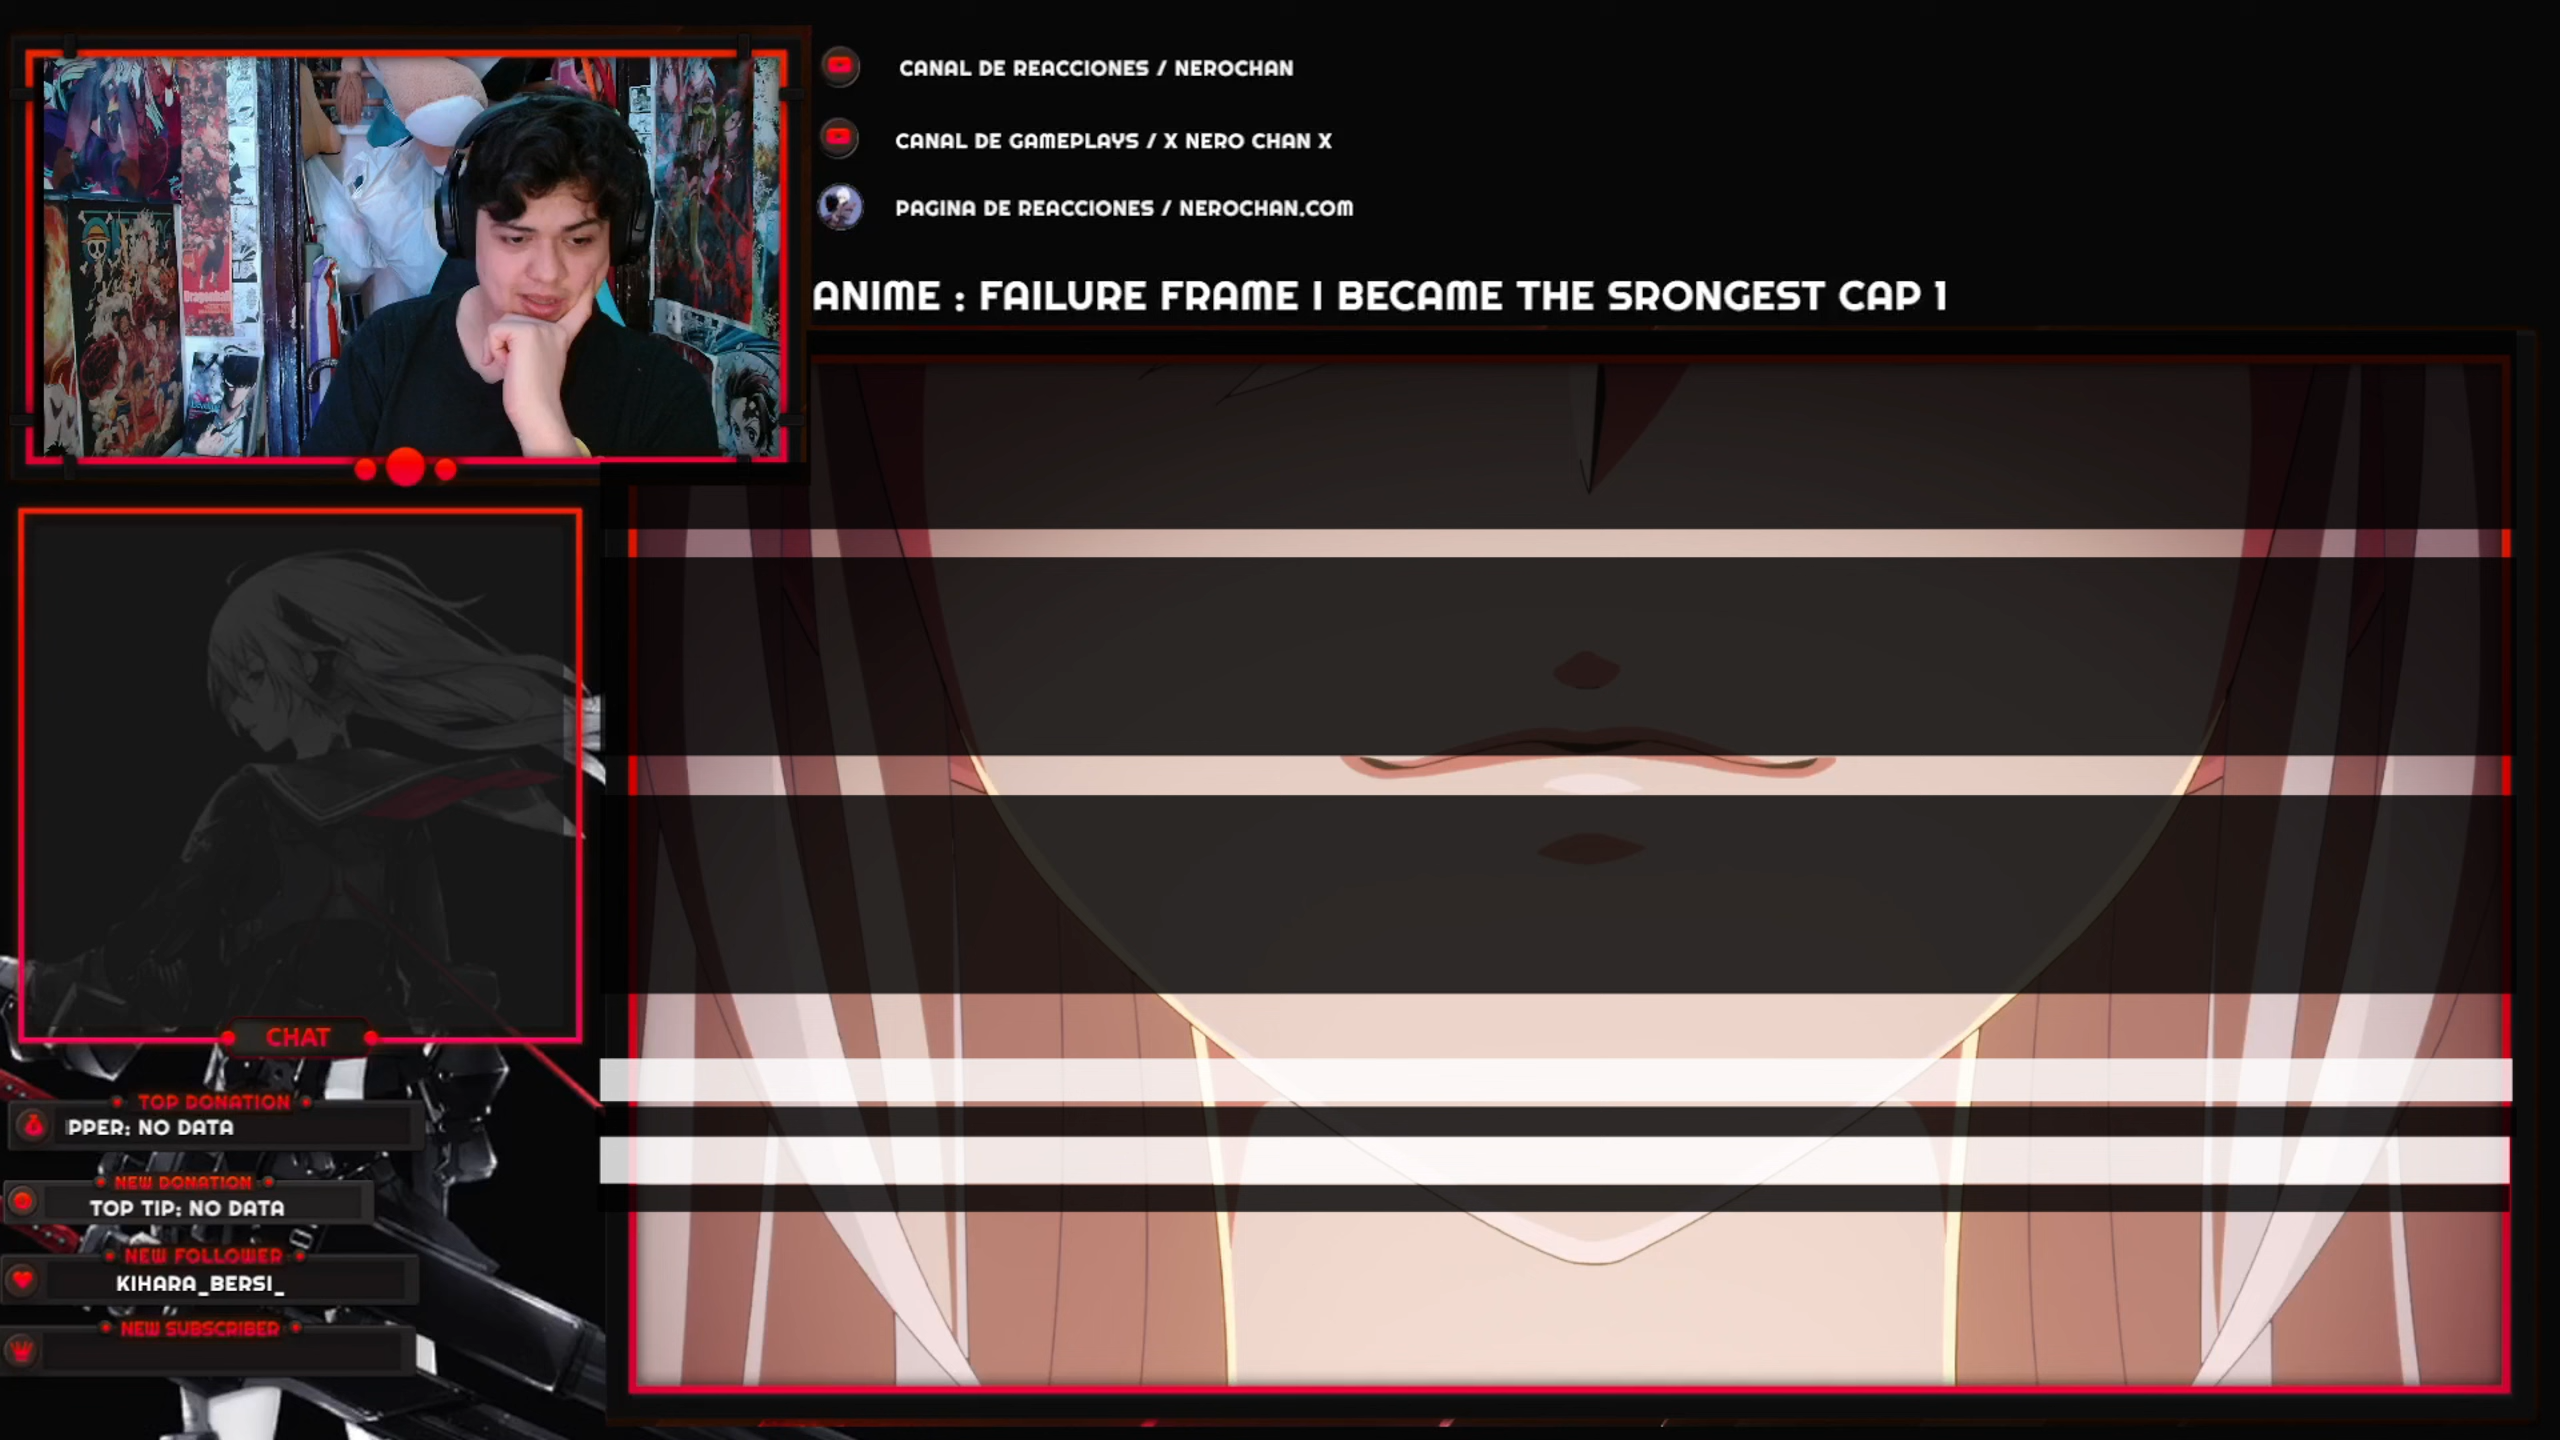 CANAL DE REACCIONES / NEROCHAN
CANAL DE GAMEPLAYS / X NERO CHAN X
PAGINA DE REACCIONES / NEROCHAN.COM
ANIME : FAILURE FRAME I BECAME THE SRONGEST CAP 1
CHAT
TOP DONATION
PPER: NO DATA
NEW DONATION
TOP TIP: NO DATA
NEW FOLLOWER
KIHARA_BERSI_
NEW SUBSCRIBER